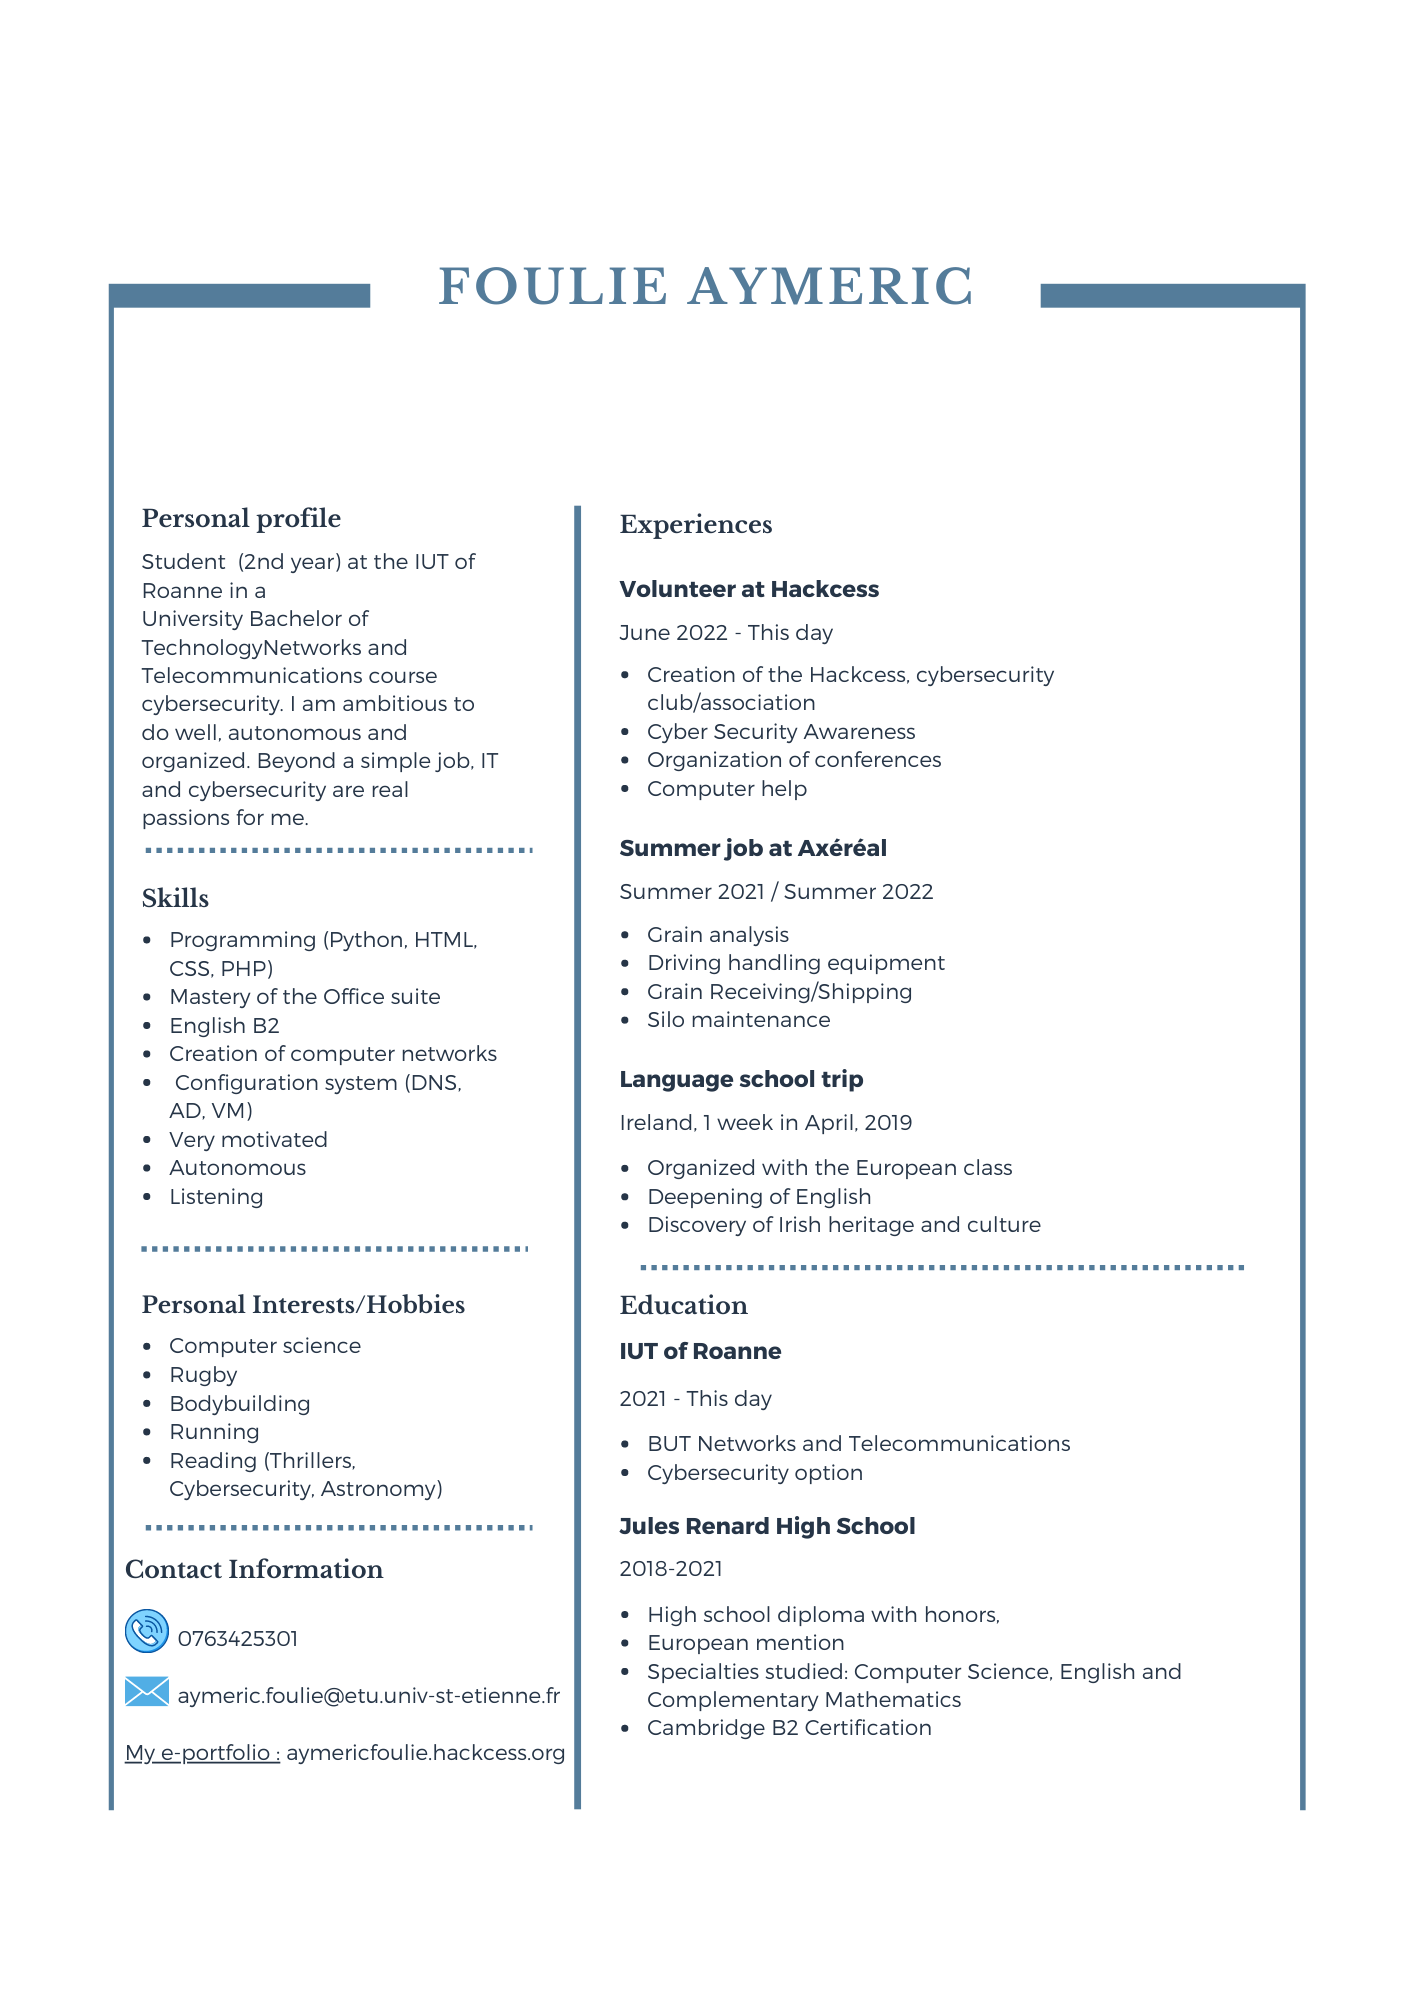 FOULIE AYMERIC
Personal profile
Student  (2nd year) at the IUT of
Roanne in a
University Bachelor of
TechnologyNetworks and
Telecommunications course
cybersecurity. I am ambitious to
do well, autonomous and
organized. Beyond a simple job, IT
and cybersecurity are real
passions for me.
Skills
• Programming (Python, HTML,
CSS, PHP)
• Mastery of the Office suite
• English B2
• Creation of computer networks
•  Configuration system (DNS,
AD, VM)
• Very motivated
• Autonomous
• Listening
Personal Interests/Hobbies
• Computer science
• Rugby
• Bodybuilding
• Running
• Reading (Thrillers,
Cybersecurity, Astronomy)
Contact Information
0763425301
aymeric.foulie@etu.univ-st-etienne.fr
My e-portfolio : aymericfoulie.hackcess.org
Experiences
Volunteer at Hackcess
June 2022 - This day
• Creation of the Hackcess, cybersecurity
club/association
• Cyber Security Awareness
• Organization of conferences
• Computer help
Summer job at Axéréal
Summer 2021 / Summer 2022
• Grain analysis
• Driving handling equipment
• Grain Receiving/Shipping
• Silo maintenance
Language school trip
Ireland, 1 week in April, 2019
• Organized with the European class
• Deepening of English
• Discovery of Irish heritage and culture
Education
IUT of Roanne
2021 - This day
• BUT Networks and Telecommunications
• Cybersecurity option
Jules Renard High School
2018-2021
• High school diploma with honors,
• European mention
• Specialties studied: Computer Science, English and
Complementary Mathematics
• Cambridge B2 Certification